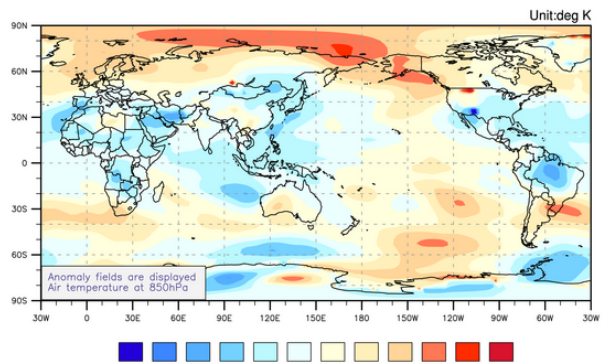 Unit:deg K
90N
60N
30N
0
30S
60S
90S
Anomaly fields are displayed
Air temperature at 850hPa
30W 0 30E 60E 90E 120E 150E 180 150W 120W 90W 60W 30W